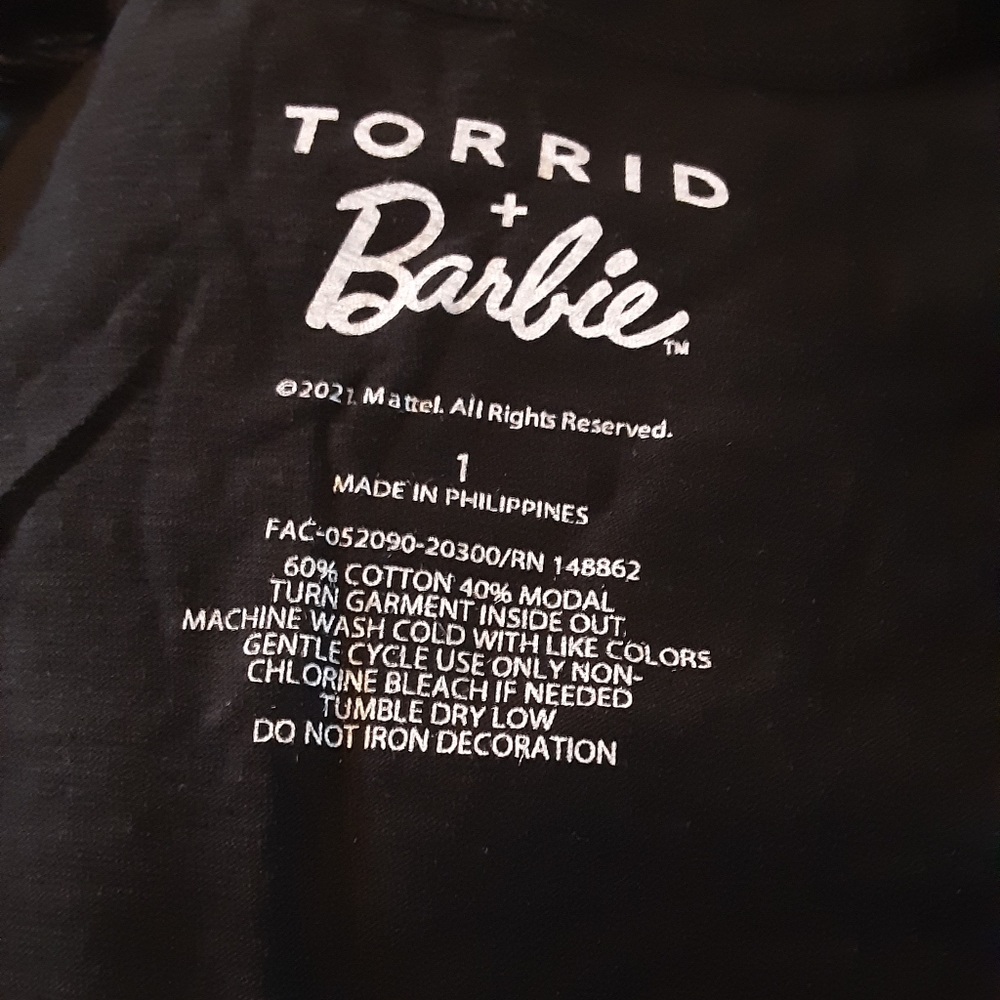 TORRID
+
Barbie™
©2021 Mattel. All Rights Reserved.
1
MADE IN PHILIPPINES
FAC-052090-20300/RN 148862
60% COTTON 40% MODAL
TURN GARMENT INSIDE OUT
MACHINE WASH COLD WITH LIKE COLORS
GENTLE CYCLE USE ONLY NON-
CHLORINE BLEACH IF NEEDED
TUMBLE DRY LOW
DO NOT IRON DECORATION